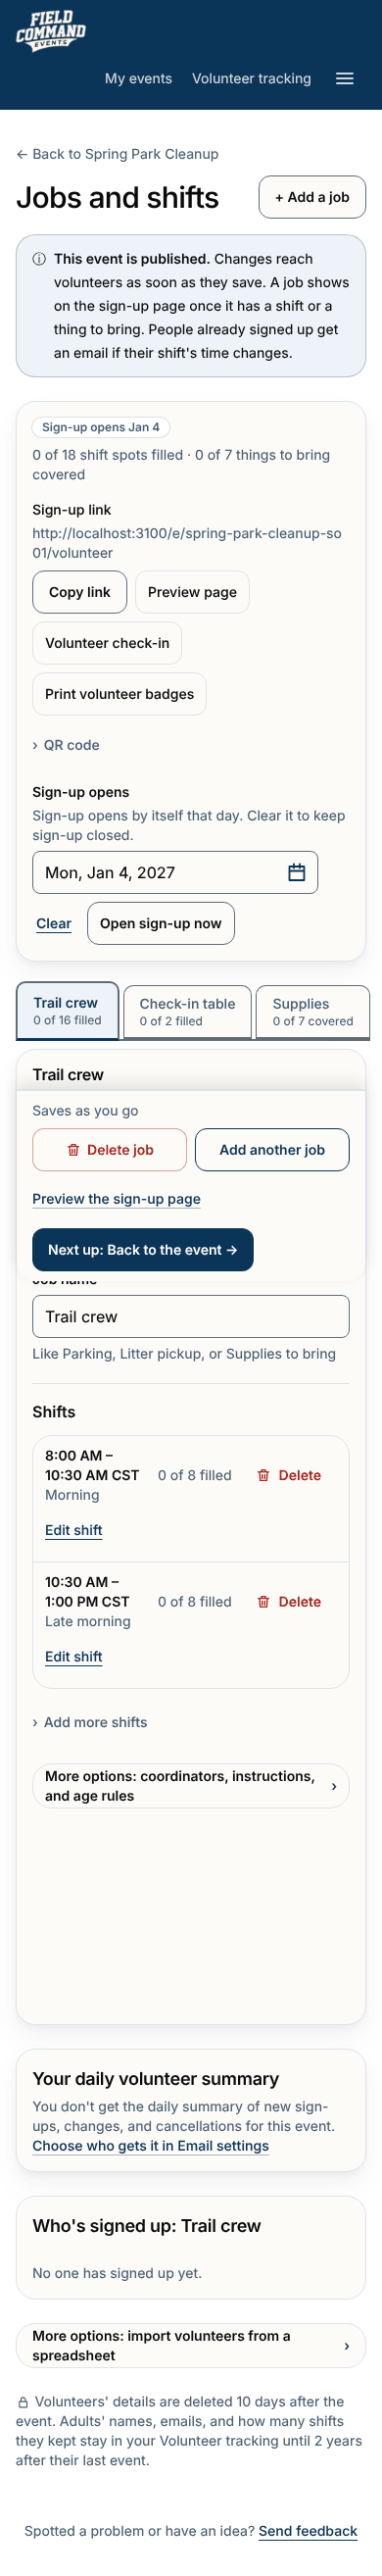 FIELD
COMMAND
EVENTS
My events
Volunteer tracking
← Back to Spring Park Cleanup
Jobs and shifts
+ Add a job
This event is published. Changes reach
volunteers as soon as they save. A job shows
on the sign-up page once it has a shift or a
thing to bring. People already signed up get
an email if their shift's time changes.
Sign-up opens Jan 4
0 of 18 shift spots filled · 0 of 7 things to bring
covered
Sign-up link
http://localhost:3100/e/spring-park-cleanup-so
01/volunteer
Copy link
Preview page
Volunteer check-in
Print volunteer badges
› QR code
Sign-up opens
Sign-up opens by itself that day. Clear it to keep
sign-up closed.
Mon, Jan 4, 2027
Clear
Open sign-up now
Trail crew
0 of 16 filled
Check-in table
0 of 2 filled
Supplies
0 of 7 covered
Trail crew
Saves as you go
Delete job
Add another job
Preview the sign-up page
Next up: Back to the event →
Job name
Trail crew
Like Parking, Litter pickup, or Supplies to bring
Shifts
8:00 AM –
10:30 AM CST
Morning
0 of 8 filled
Delete
Edit shift
10:30 AM –
1:00 PM CST
Late morning
0 of 8 filled
Delete
Edit shift
› Add more shifts
More options: coordinators, instructions,
and age rules ›
Your daily volunteer summary
You don't get the daily summary of new sign-
ups, changes, and cancellations for this event.
Choose who gets it in Email settings
Who's signed up: Trail crew
No one has signed up yet.
More options: import volunteers from a
spreadsheet ›
Volunteers' details are deleted 10 days after the
event. Adults' names, emails, and how many shifts
they kept stay in your Volunteer tracking until 2 years
after their last event.
Spotted a problem or have an idea? Send feedback